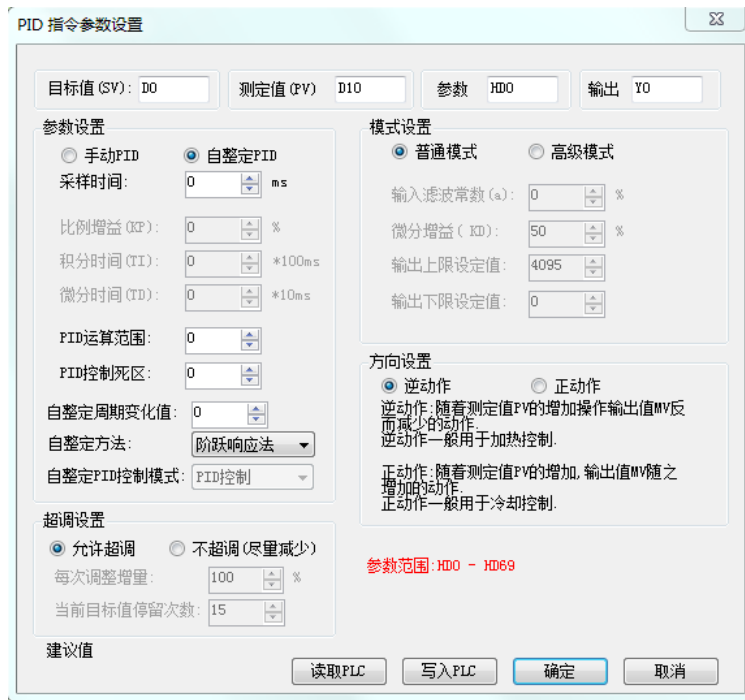 PID 指令参数设置
目标值(SV): D0 测定值(PV) D10 参数 HD0 输出 Y0
参数设置
手动PID 自整定PID
采样时间: 0 ms
比例增益(KP): 0 %
积分时间(TI): 0 *100ms
微分时间(TD): 0 *10ms
PID运算范围: 0
PID控制死区: 0
自整定周期变化值: 0
自整定方法: 阶跃响应法
自整定PID控制模式: PID控制
模式设置
普通模式 高级模式
输入滤波常数(a): 0 %
微分增益( KD): 50 %
输出上限设定值: 4095
输出下限设定值: 0
方向设置
逆动作 正动作
逆动作:随着测定值PV的增加操作输出值MV反
而减少的动作.
逆动作一般用于加热控制.
正动作:随着测定值PV的增加,输出值MV随之
增加的动作.
正动作一般用于冷却控制.
超调设置
允许超调 不超调(尽量减少)
每次调整增量: 100 %
当前目标值停留次数: 15
参数范围:HD0 - HD69
建议值
读取PLC 写入PLC 确定 取消